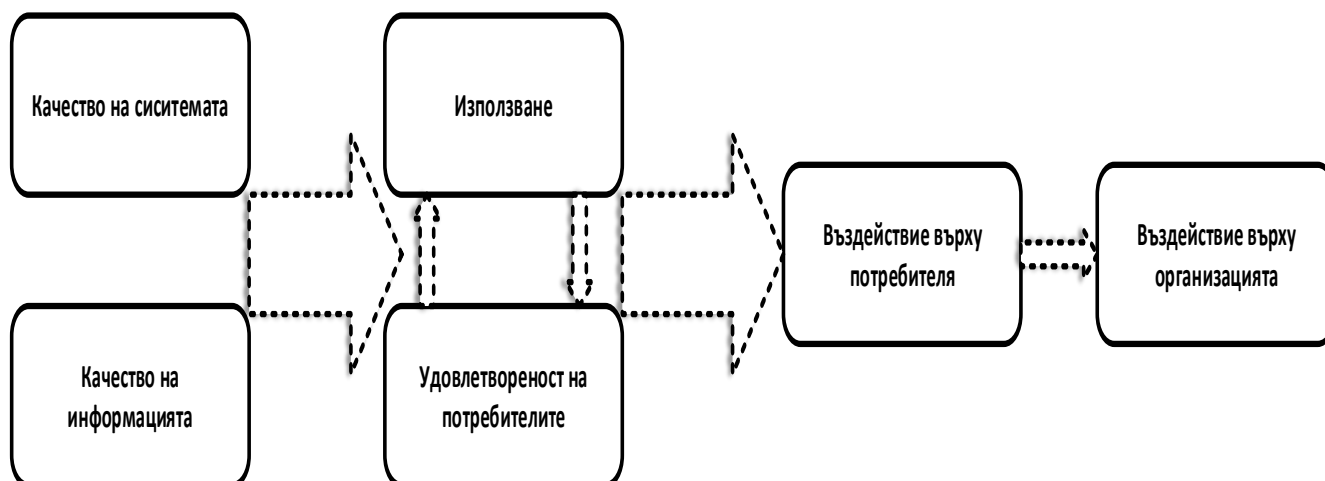 Качество на сиситемата
Използване
Въздействие върху
потребителя
Въздействие върху
организацията
Качество на
информацията
Удовлетвореност на
потребителите